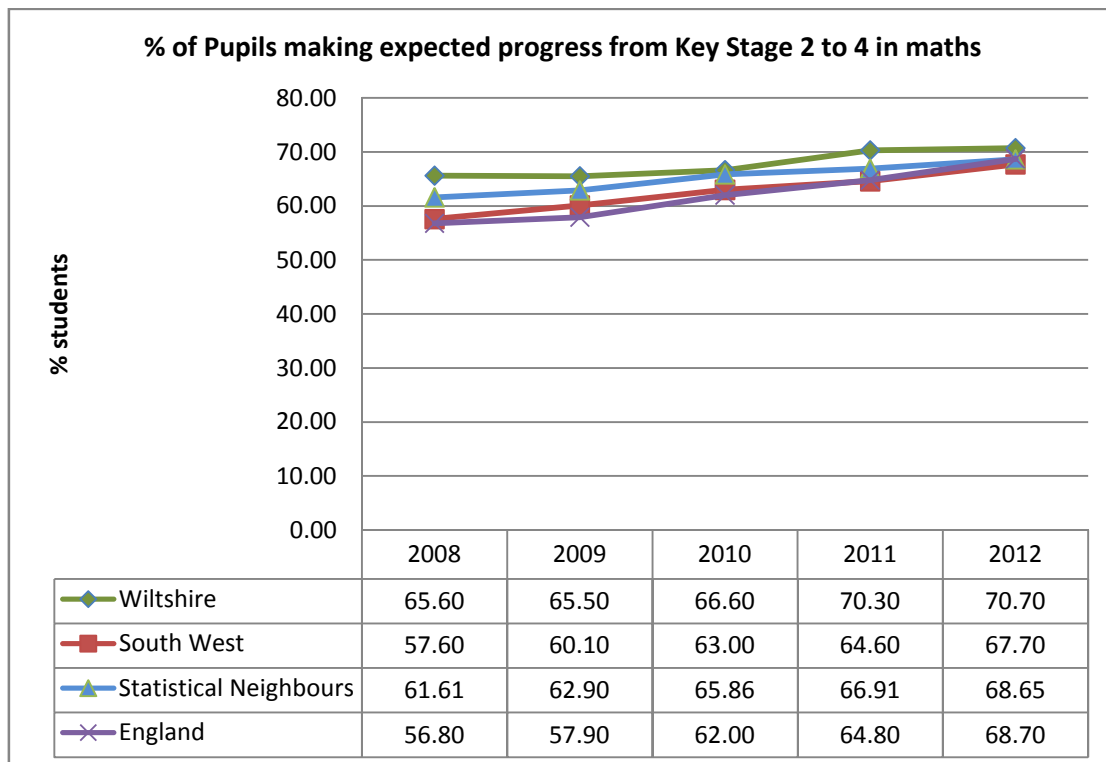 % of Pupils making expected progress from Key Stage 2 to 4 in maths
80.00
70.00
60.00
50.00
40.00
30.00
20.00
10.00
0.00
% students
2008 2009 2010 2011 2012
Wiltshire 65.60 65.50 66.60 70.30 70.70
South West 57.60 60.10 63.00 64.60 67.70
Statistical Neighbours 61.61 62.90 65.86 66.91 68.65
England 56.80 57.90 62.00 64.80 68.70